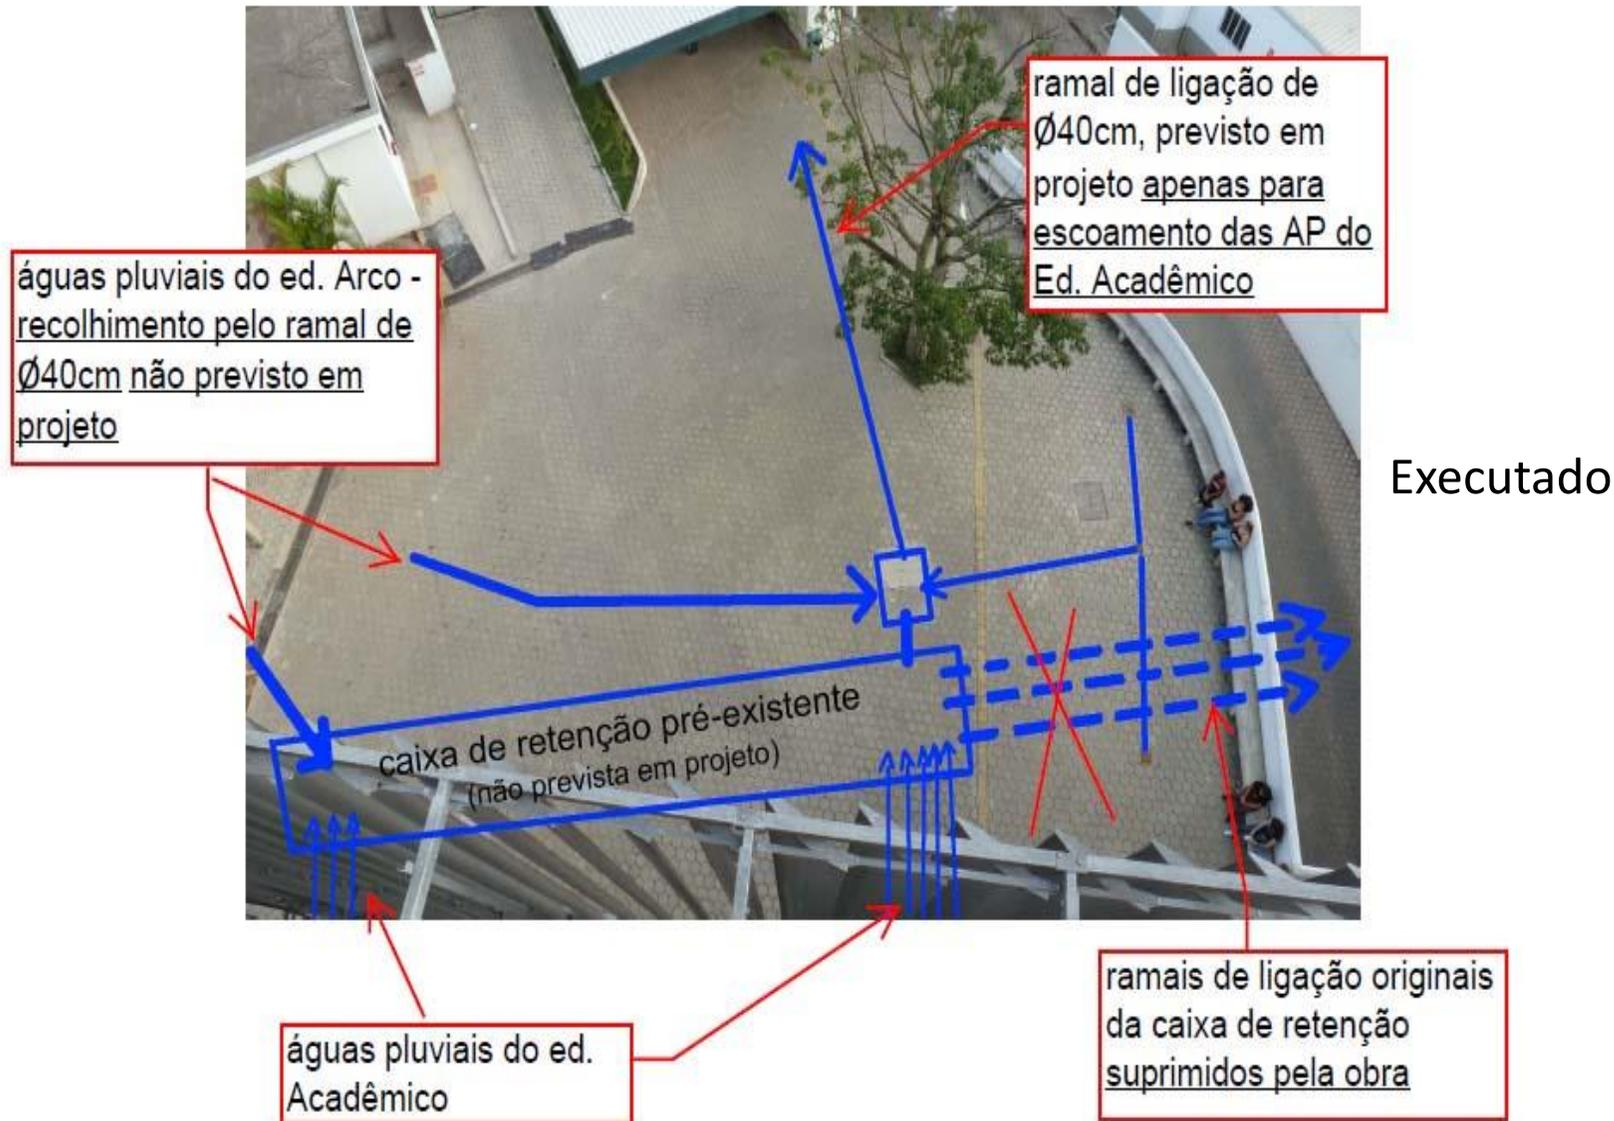 ramal de ligação de
Ø40cm, previsto em
projeto apenas para
escoamento das AP do
Ed. Acadêmico
águas pluviais do ed. Arco -
recolhimento pelo ramal de
Ø40cm não previsto em
projeto
Executado
caixa de retenção pré-existente
(não prevista em projeto)
águas pluviais do ed.
Acadêmico
ramais de ligação originais
da caixa de retenção
suprimidos pela obra